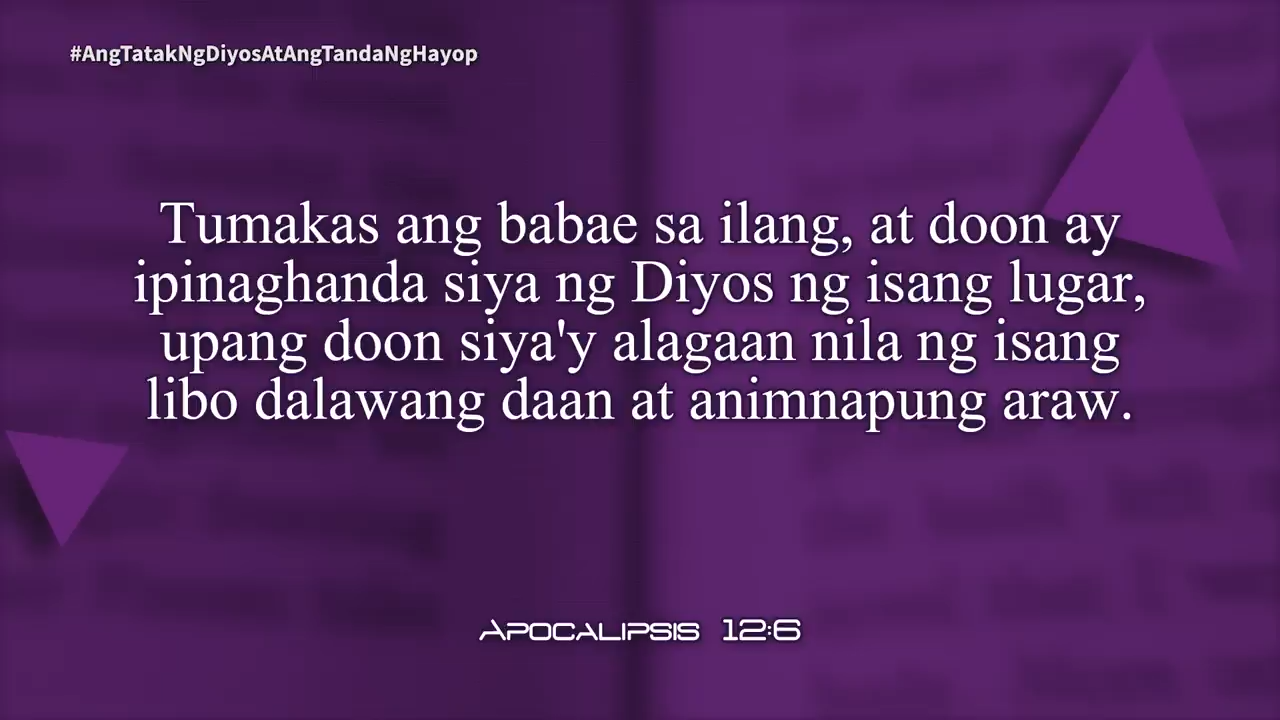 #AngTatakNgDiyosAtAngTandaNgHayop
Tumakas ang babae sa ilang, at doon ay
ipinaghanda siya ng Diyos ng isang lugar,
upang doon siya'y alagaan nila ng isang
libo dalawang daan at animnapung araw.
Apocalipsis 12:6